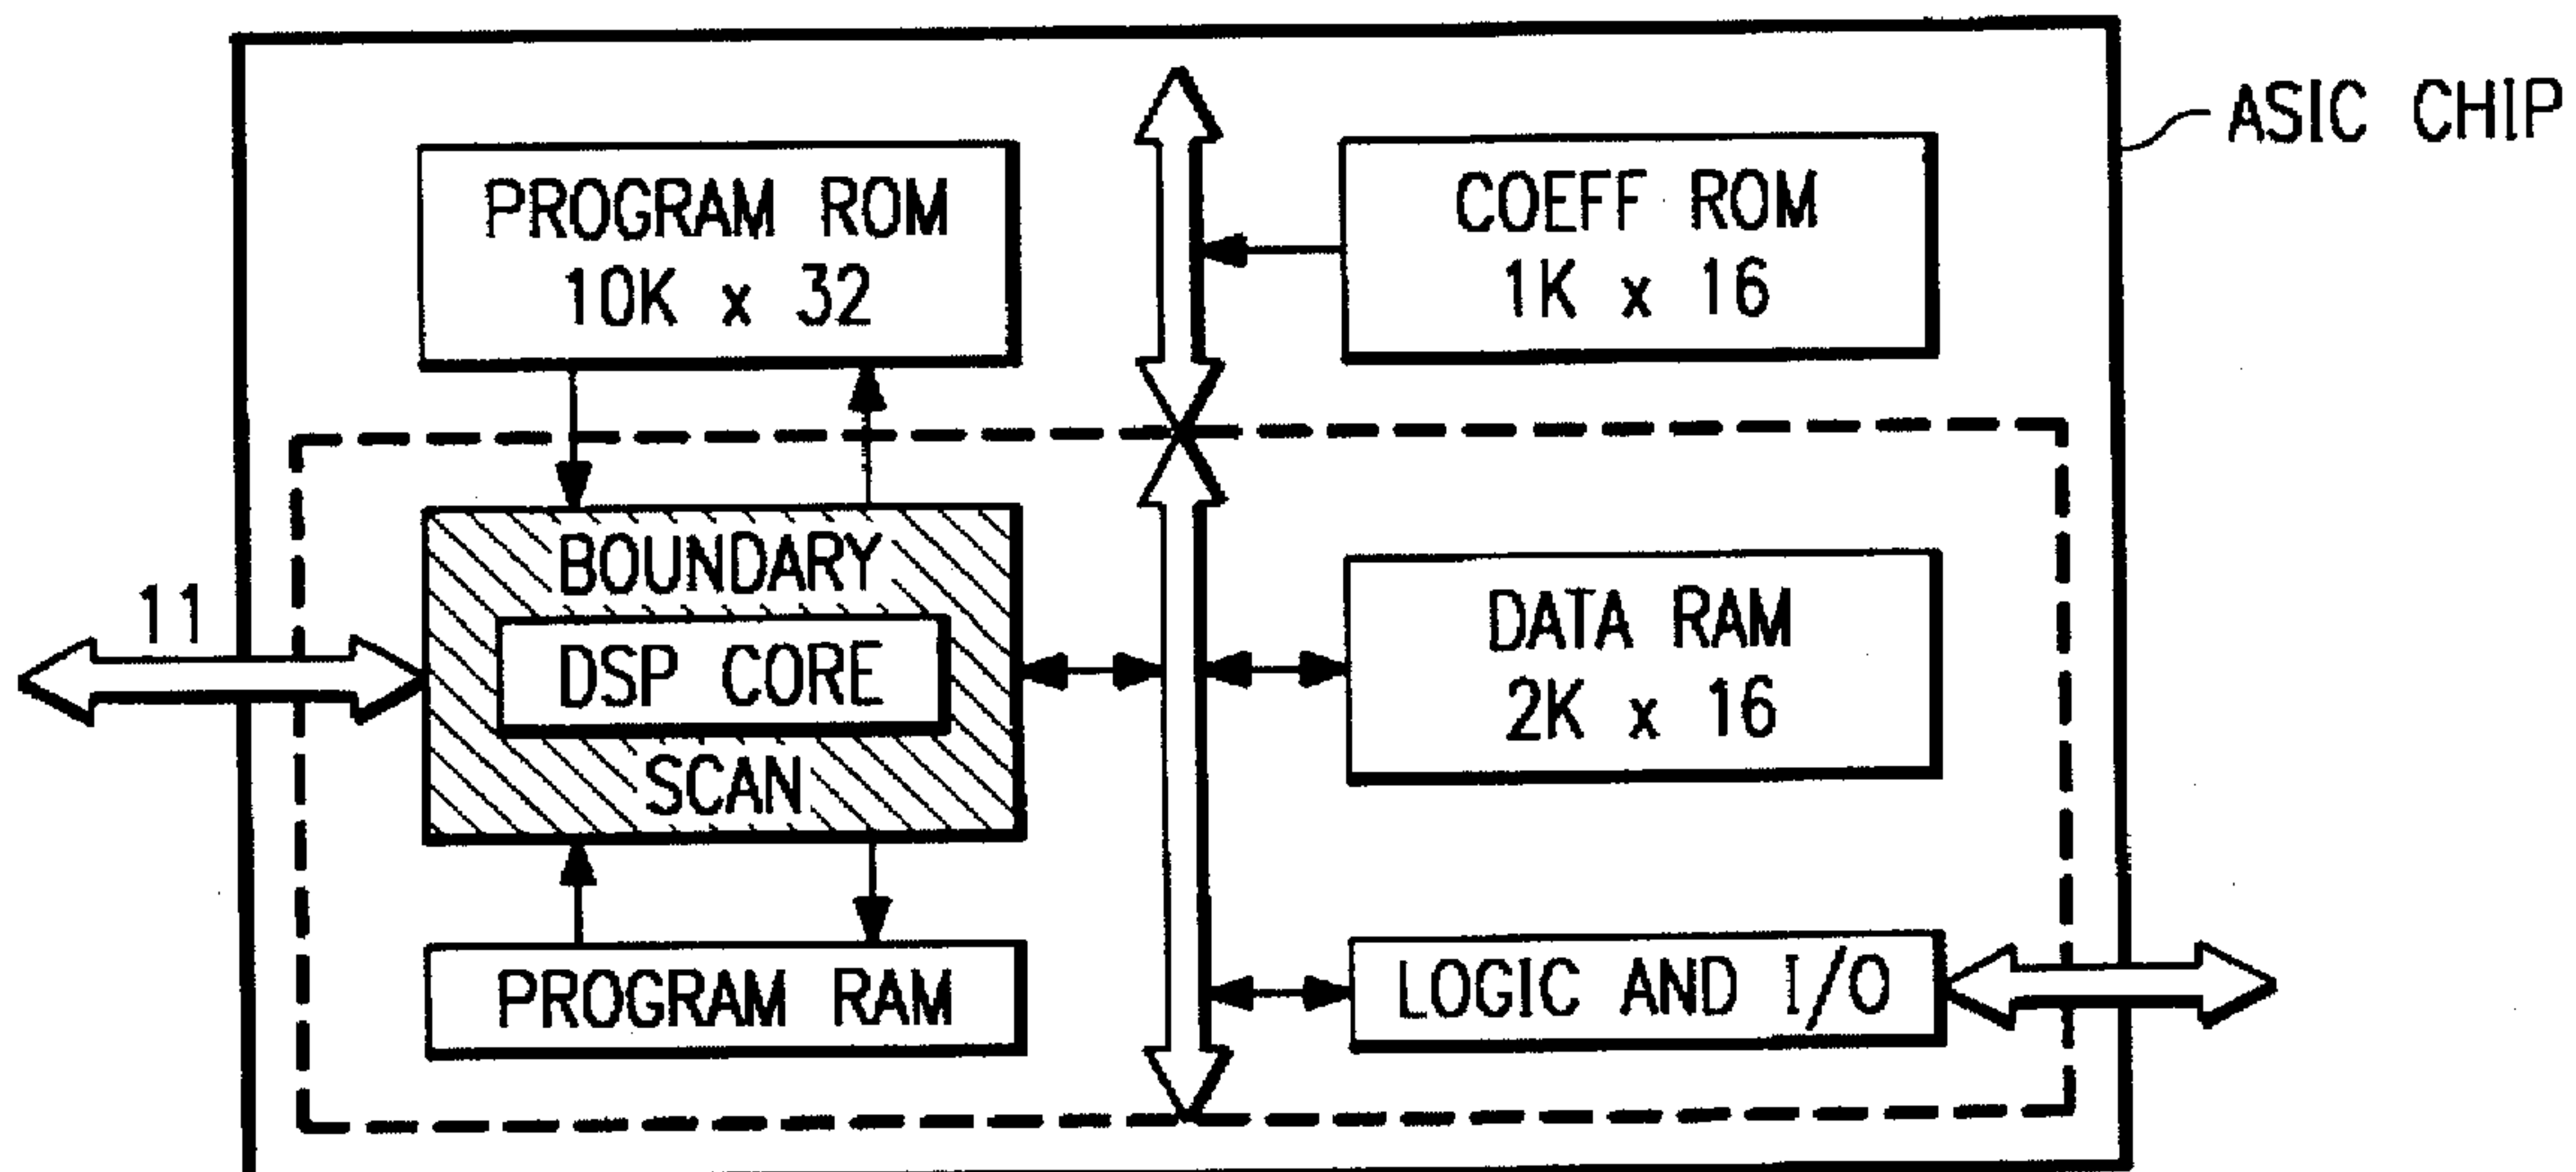 ASIC CHIP
PROGRAM ROM
10K x 32
COEFF ROM
1K x 16
11
BOUNDARY
DSP CORE
SCAN
DATA RAM
2K x 16
PROGRAM RAM
LOGIC AND I/O